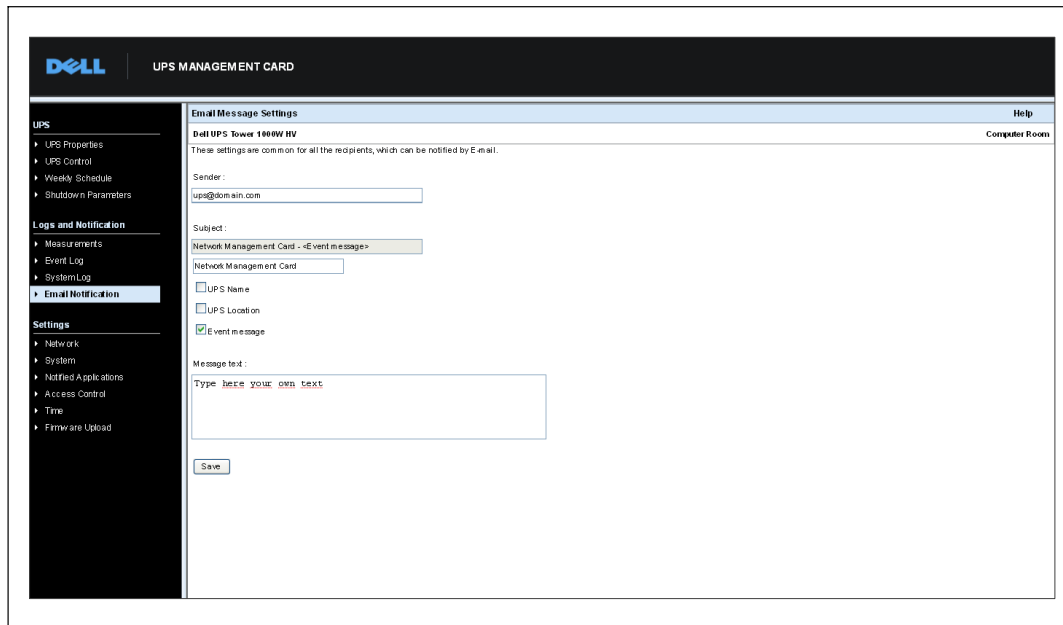 DELL
UPS MANAGEMENT CARD
UPS
UPS Properties
UPS Control
Weekly Schedule
Shutdown Parameters
Logs and Notification
Measurements
Event Log
System Log
Email Notification
Settings
Network
System
Notified Applications
Access Control
Time
Firmware Upload
Email Message Settings Help
Dell UPS Tower 1000W HV Computer Room
These settings are common for all the recipients, which can be notified by E-mail.
Sender :
ups@domain.com
Subject :
Network Management Card - <Event message>
Network Management Card
UPS Name
UPS Location
Event message
Message text :
Type here your own text
Save